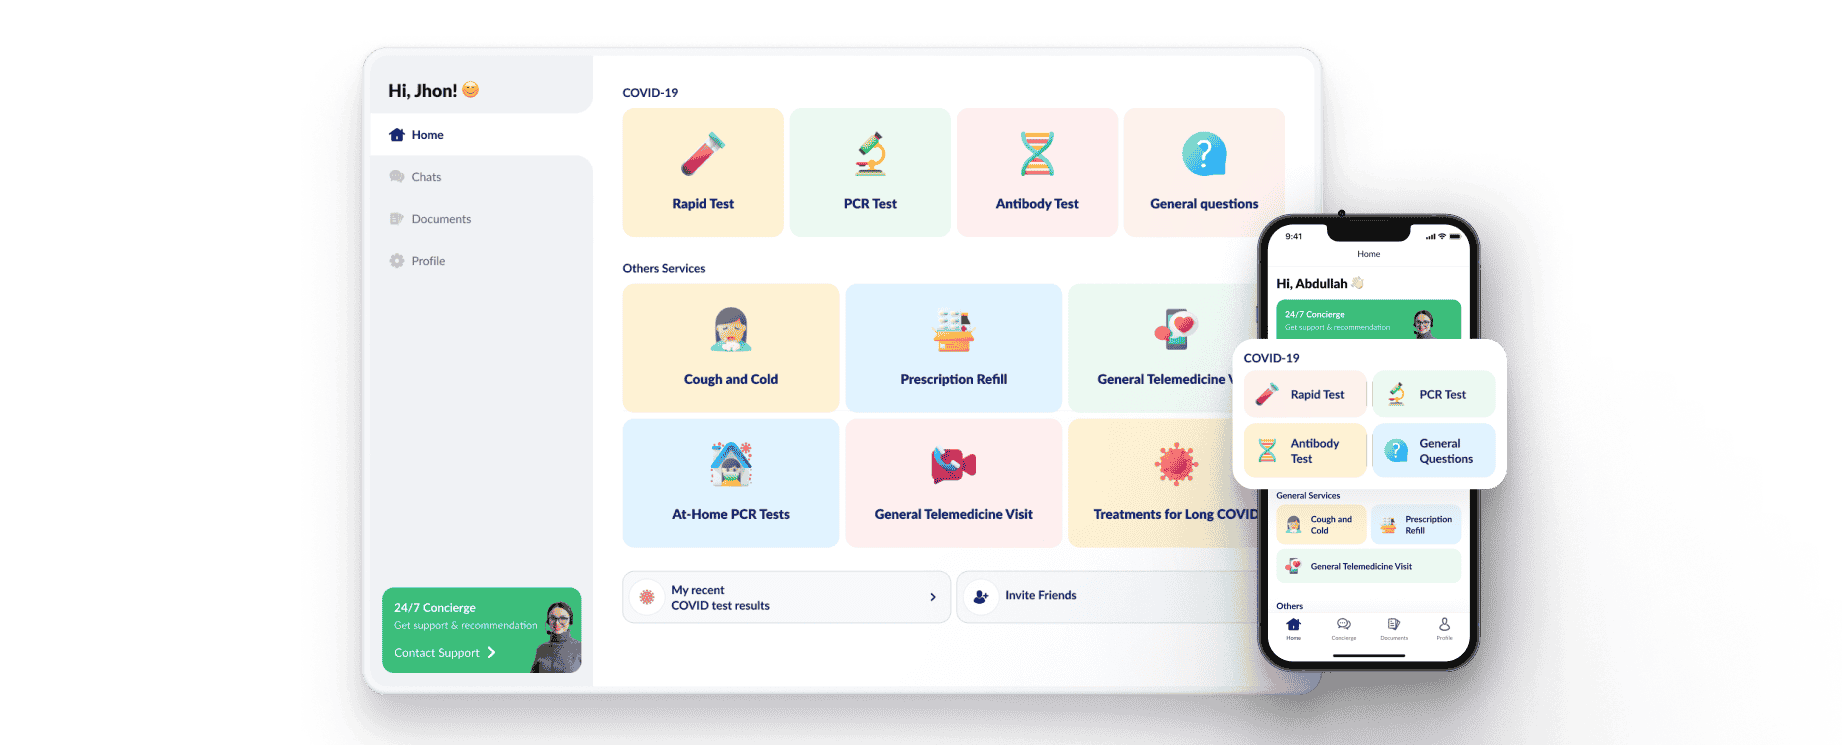 Hi, Jhon!
Home
Chats
Documents
Profile
24/7 Concierge
Get support & recommendation
Contact Support
COVID-19
Rapid Test
PCR Test
Antibody Test
General questions
Others Services
Cough and Cold
Prescription Refill
General Telemedicine
At-Home PCR Tests
General Telemedicine Visit
Treatments for Long COVID
My recent
COVID test results
Invite Friends
9:41
Home
Hi, Abdullah
24/7 Concierge
Get support & recommendation
COVID-19
Rapid Test
PCR Test
Antibody
Test
General
Questions
General Services
Cough and
Cold
Prescription
Refill
General Telemedicine Visit
Others
Home
Concierge
Documents
Profile